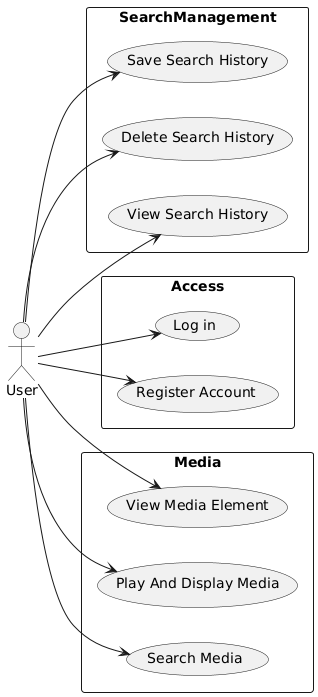 SearchManagement
Save Search History
Delete Search History
View Search History
Access
Log in
Register Account
User
Media
View Media Element
Play And Display Media
Search Media